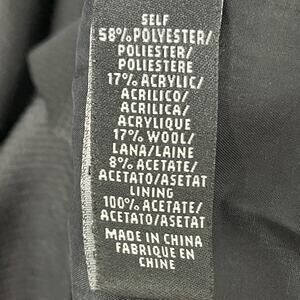 SELF
58% POLYESTER/
POLIESTER/
POLIESTERE
17% ACRYLIC/
ACRILICO/
ACRILICA/
ACRYLIQUE
17% WOOL/
LANA/LAINE
8% ACETATE/
ACETATO/ASETAT
LINING
100% ACETATE/
ACETATO/ASETAT
MADE IN CHINA
FABRIQUE EN
CHINE